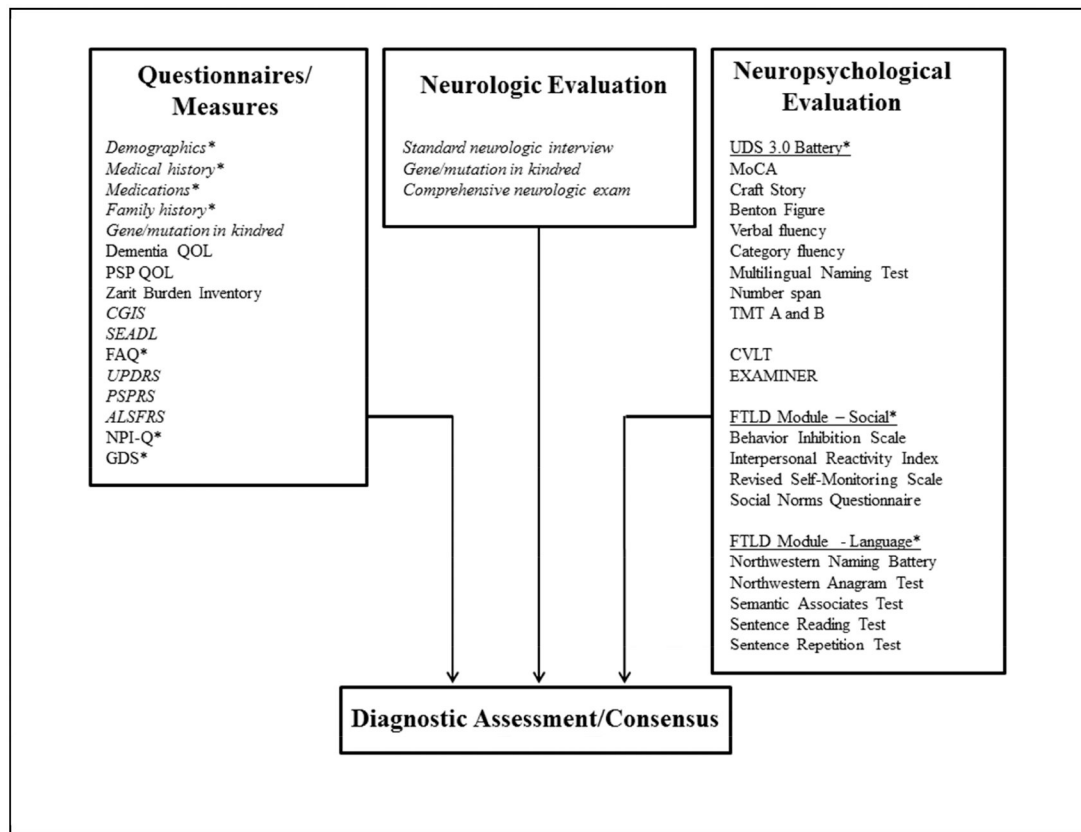 Questionnaires/
Measures
Demographics*
Medical history*
Medications*
Family history*
Gene/mutation in kindred
Dementia QOL
PSP QOL
Zarit Burden Inventory
CGIS
SEADL
FAQ*
UPDRS
PSPRS
ALSFRS
NPI-Q*
GDS*
Neurologic Evaluation
Standard neurologic interview
Gene/mutation in kindred
Comprehensive neurologic exam
Neuropsychological
Evaluation
UDS 3.0 Battery*
MoCA
Craft Story
Benton Figure
Verbal fluency
Category fluency
Multilingual Naming Test
Number span
TMT A and B
CVLT
EXAMINER
FTLD Module – Social*
Behavior Inhibition Scale
Interpersonal Reactivity Index
Revised Self-Monitoring Scale
Social Norms Questionnaire
FTLD Module - Language*
Northwestern Naming Battery
Northwestern Anagram Test
Semantic Associates Test
Sentence Reading Test
Sentence Repetition Test
Diagnostic Assessment/Consensus